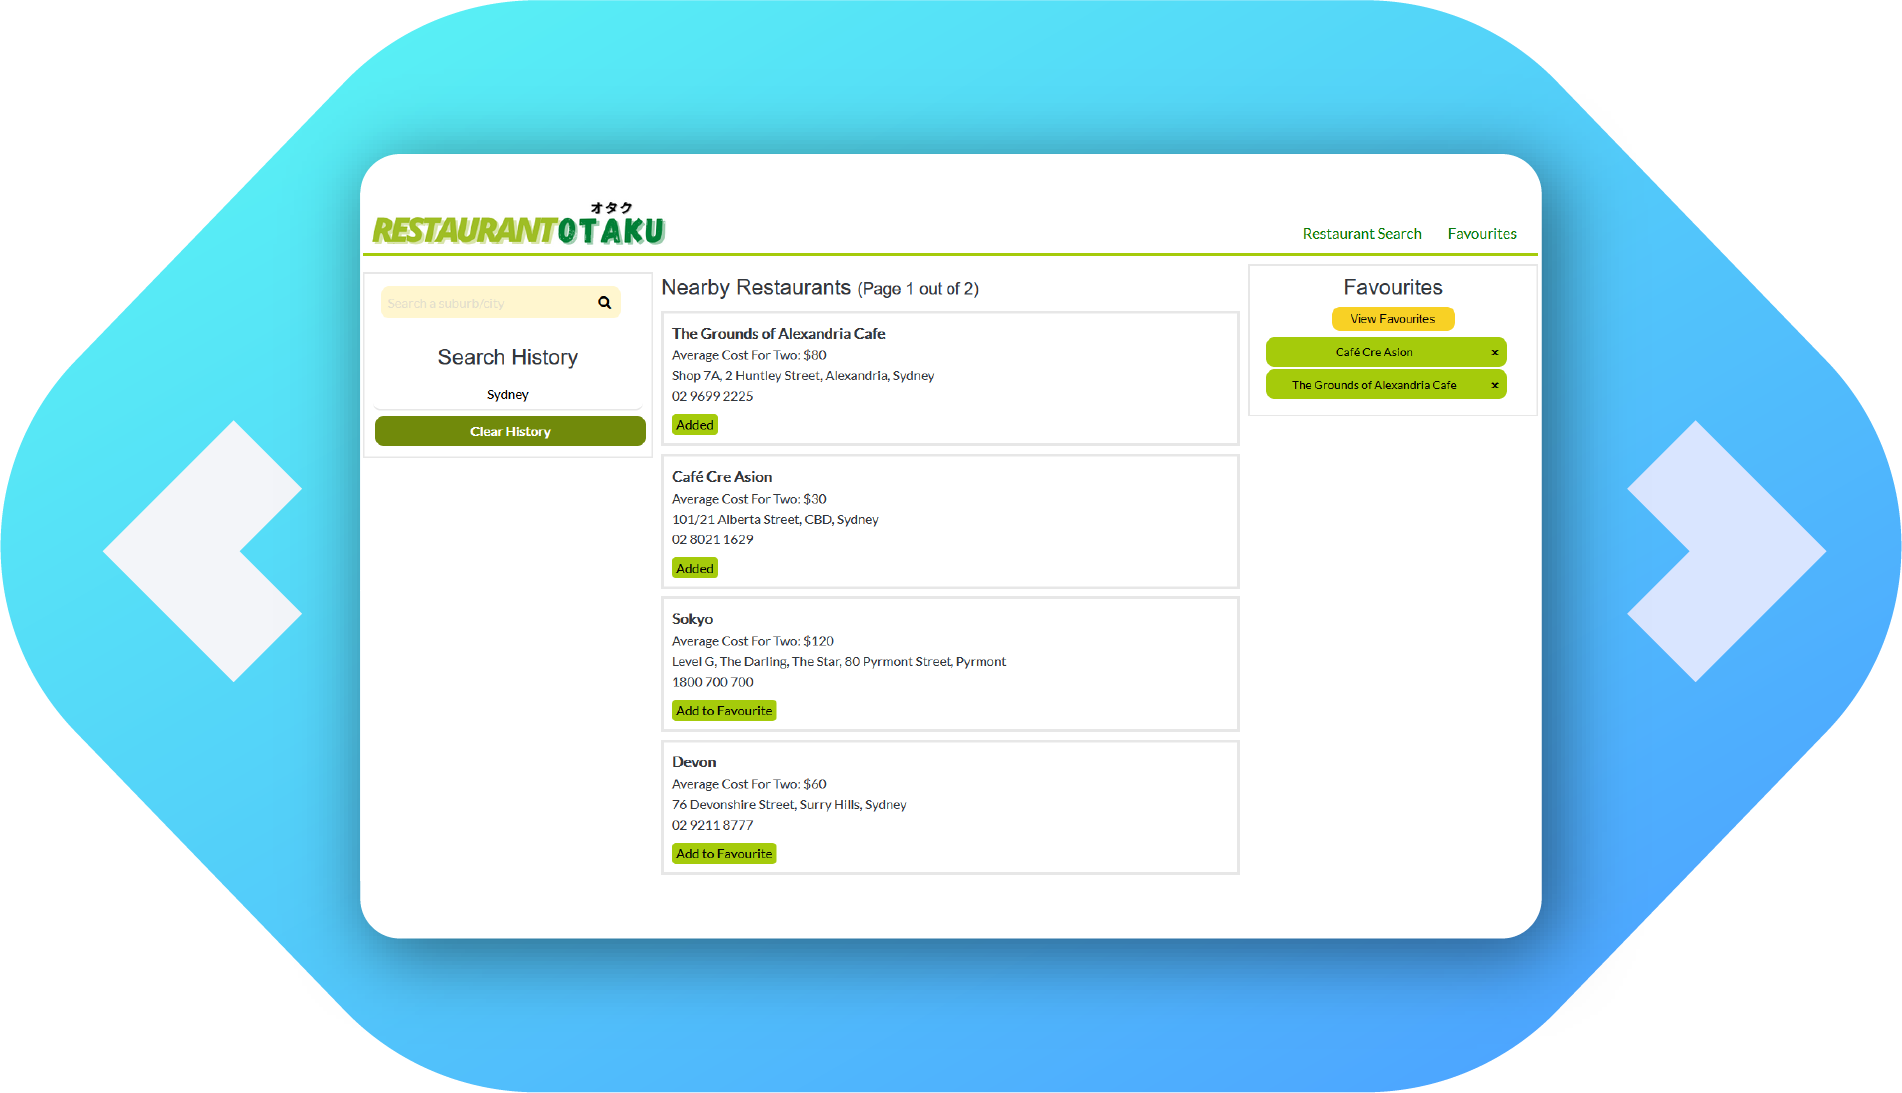 オタク
RESTAURANTOTAKU
Restaurant Search
Favourites
Search a suburb/city
Search History
Sydney
Clear History
Nearby Restaurants (Page 1 out of 2)
The Grounds of Alexandria Cafe
Average Cost For Two: $80
Shop 7A, 2 Huntley Street, Alexandria, Sydney
02 9699 2225
Added
Café Cre Asion
Average Cost For Two: $30
101/21 Alberta Street, CBD, Sydney
02 8021 1629
Added
Sokyo
Average Cost For Two: $120
Level G, The Darling, The Star, 80 Pyrmont Street, Pyrmont
1800 700 700
Add to Favourite
Devon
Average Cost For Two: $60
76 Devonshire Street, Surry Hills, Sydney
02 9211 8777
Add to Favourite
Favourites
View Favourites
Café Cre Asion ×
The Grounds of Alexandria Cafe ×